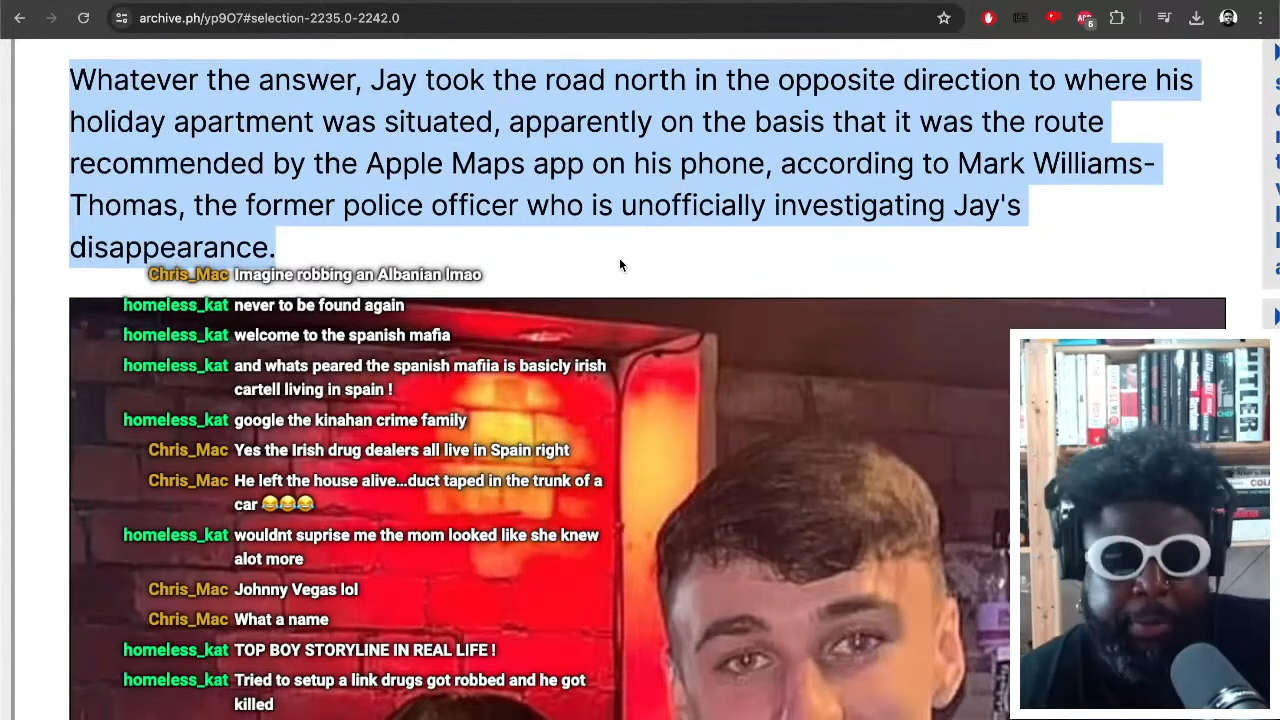 archive.ph/yp9O7#selection-2235.0-2242.0
6
Whatever the answer, Jay took the road north in the opposite direction to where his
holiday apartment was situated, apparently on the basis that it was the route
recommended by the Apple Maps app on his phone, according to Mark Williams-
Thomas, the former police officer who is unofficially investigating Jay's
disappearance.
Chris_Mac Imagine robbing an Albanian lmao
homeless_kat never to be found again
homeless_kat welcome to the spanish mafia
homeless_kat and whats peared the spanish mafiia is basicly irish
cartell living in spain !
homeless_kat google the kinahan crime family
Chris_Mac Yes the Irish drug dealers all live in Spain right
Chris_Mac He left the house alive...duct taped in the trunk of a
car 😂😂😂
homeless_kat wouldnt suprise me the mom looked like she knew
alot more
Chris_Mac Johnny Vegas lol
Chris_Mac What a name
homeless_kat TOP BOY STORYLINE IN REAL LIFE !
homeless_kat Tried to setup a link drugs got robbed and he got
killed
HITLER